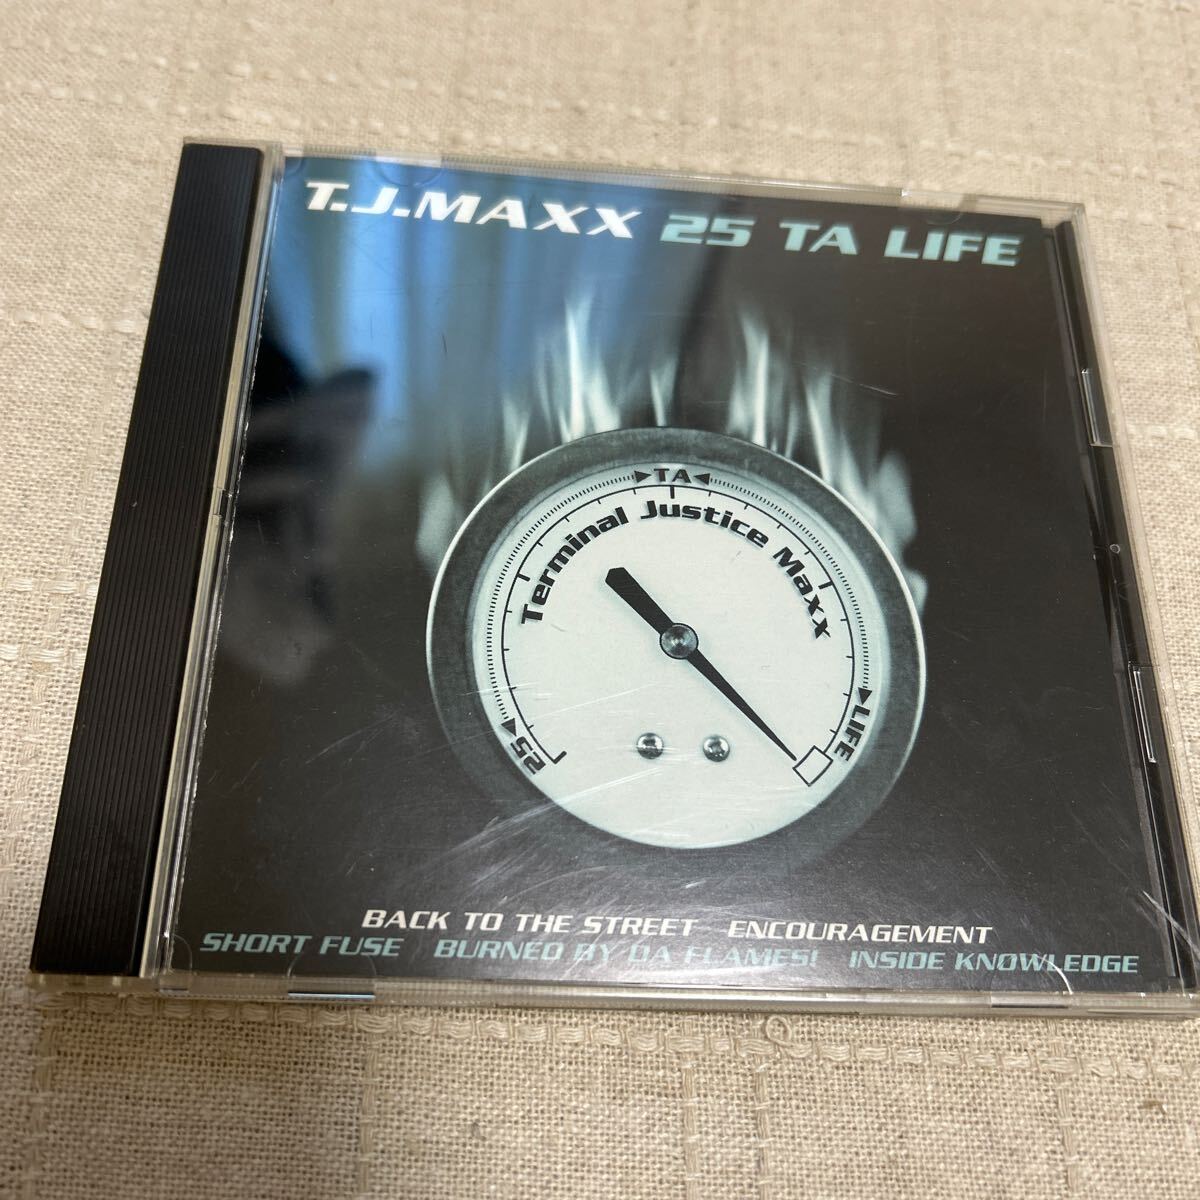 T.J.MAXX 25 TA LIFE
TA
Terminal Justice Maxx
25
LIFE
BACK TO THE STREET ENCOURAGEMENT
SHORT FUSE BURNED BY DA FLAMES! INSIDE KNOWLEDGE